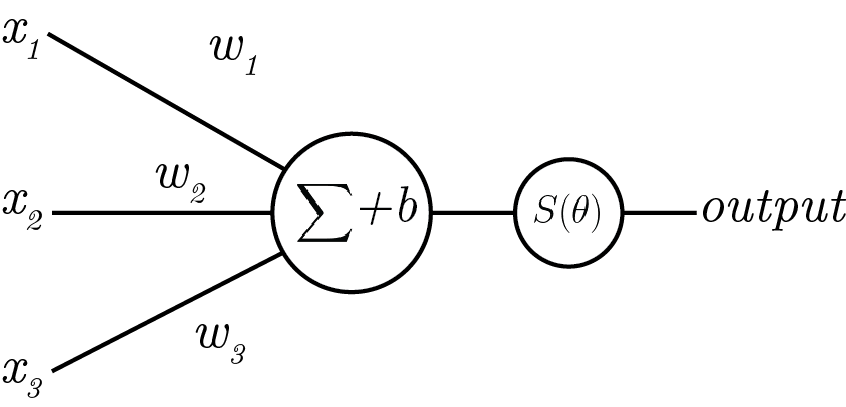 x₁
w₁
w₂
x₂
∑+b
S(θ)
output
w₃
x₃